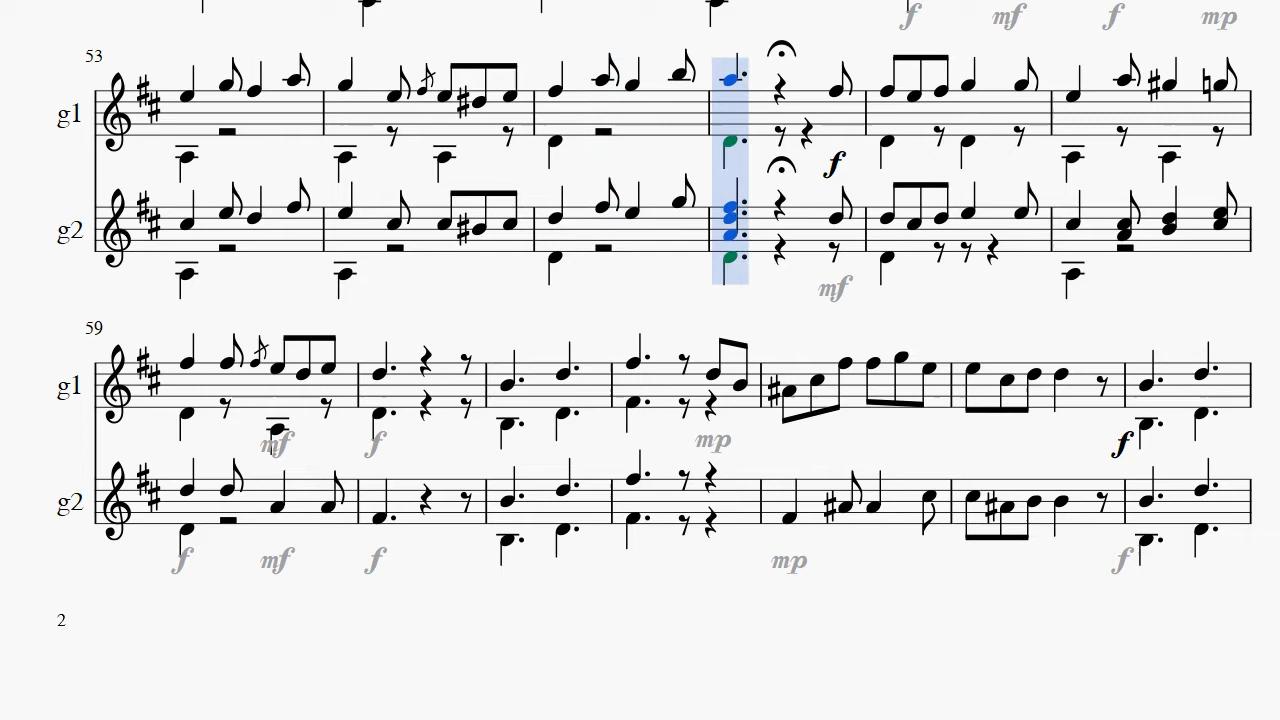 f mf f mp
53
g1
f
g2
mf
59
g1
mf f mp f
g2
f mf f mp f
2